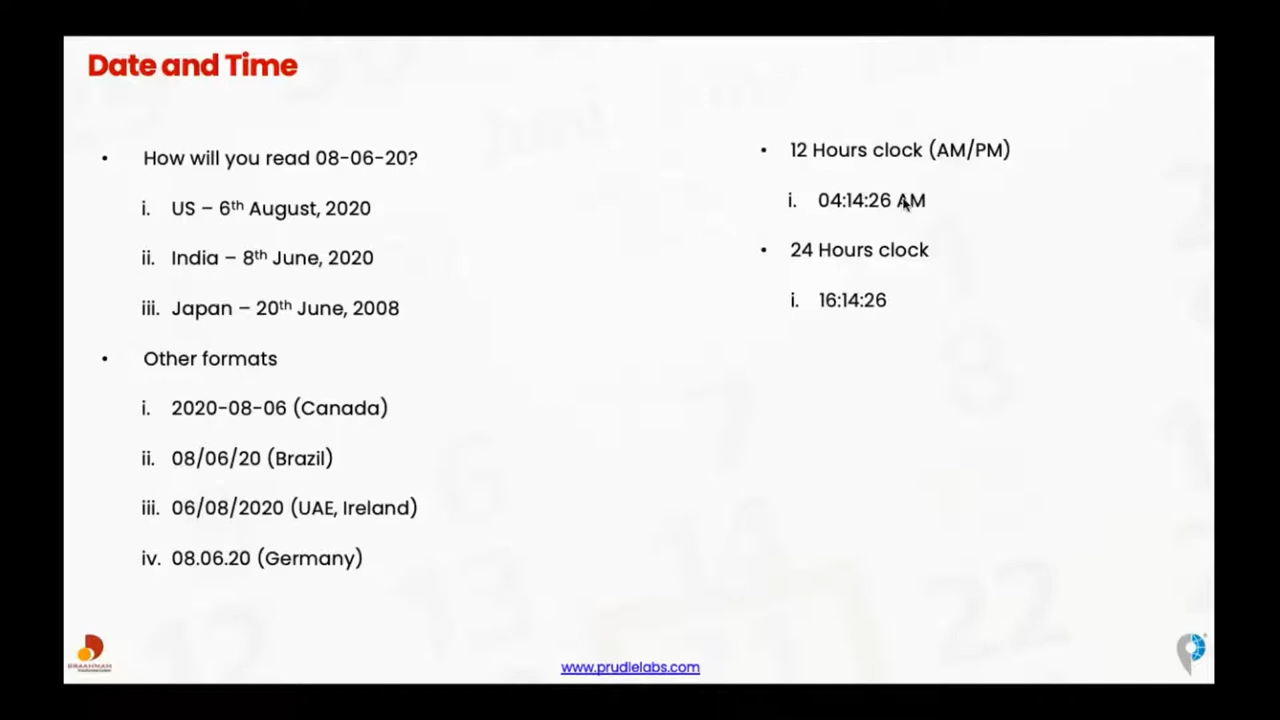 Date and Time
• How will you read 08-06-20?
i. US – 6th August, 2020
ii. India – 8th June, 2020
iii. Japan – 20th June, 2008
• Other formats
i. 2020-08-06 (Canada)
ii. 08/06/20 (Brazil)
iii. 06/08/2020 (UAE, Ireland)
iv. 08.06.20 (Germany)
• 12 Hours clock (AM/PM)
i. 04:14:26 AM
• 24 Hours clock
i. 16:14:26
BRAAHMAM
www.prudlelabs.com